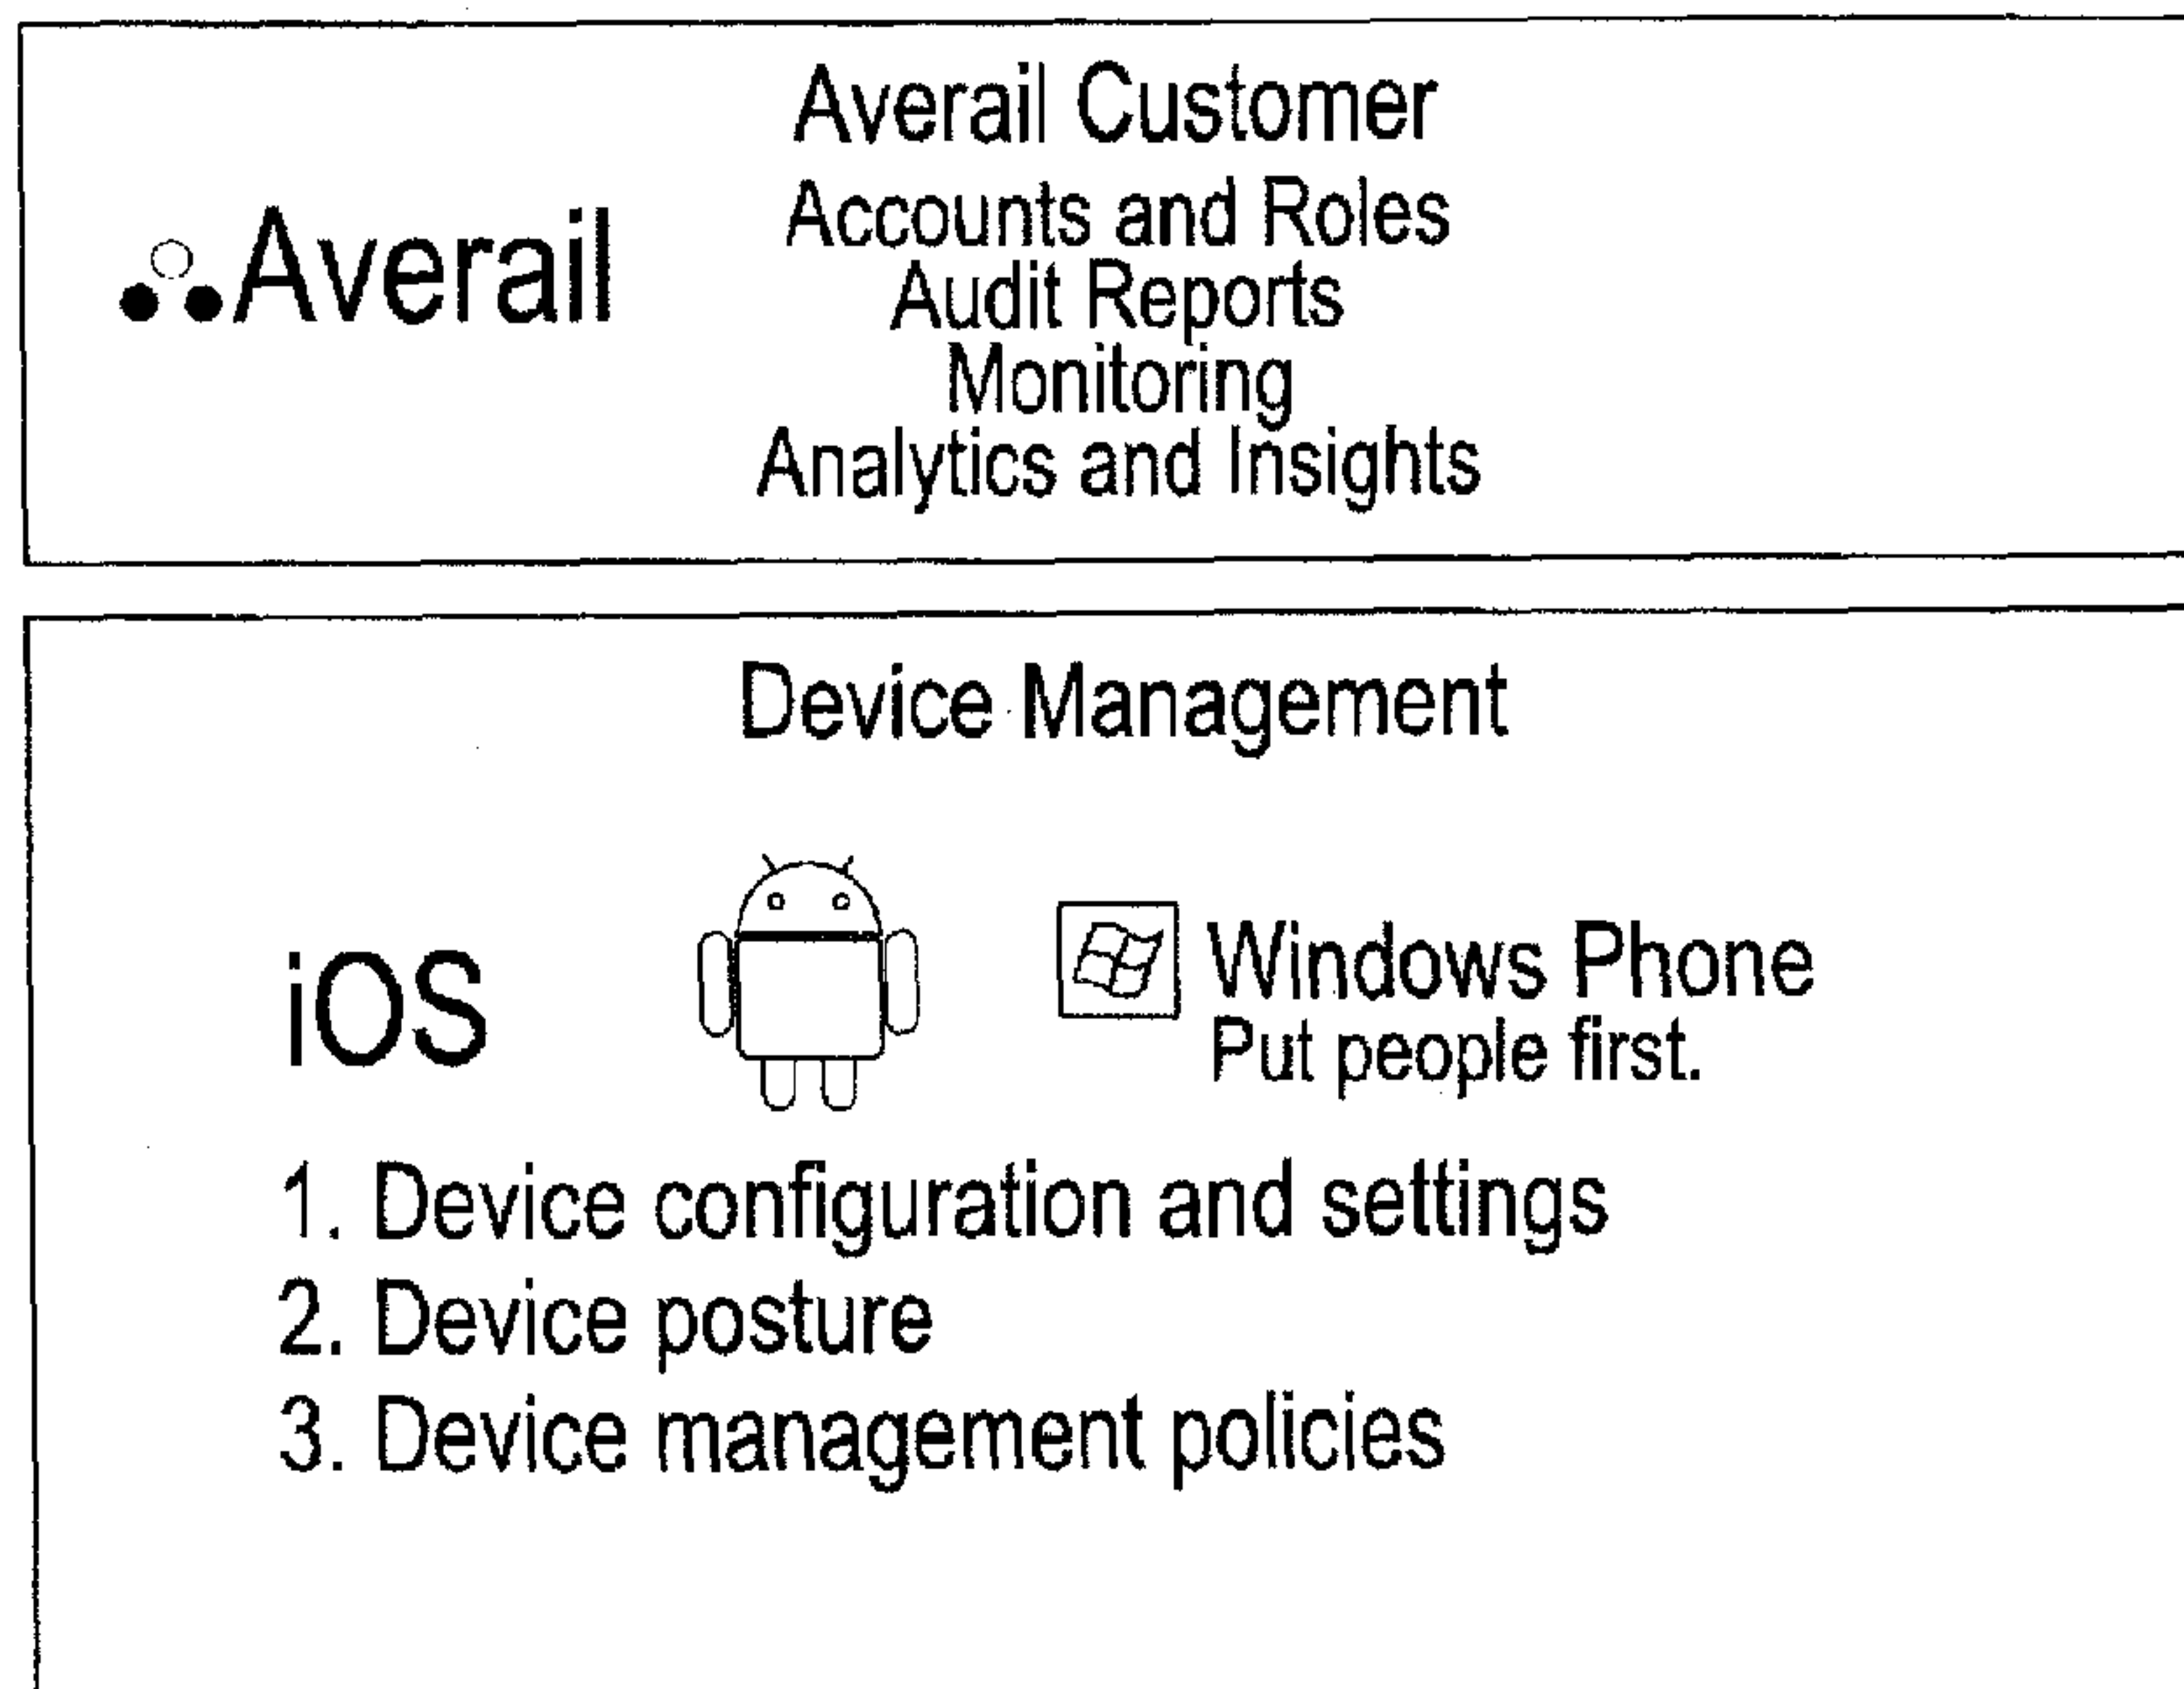 Averail Customer
Averail
Accounts and Roles
Audit Reports
Monitoring
Analytics and Insights
Device Management
iOS
Windows Phone
Put people first.
1. Device configuration and settings
2. Device posture
3. Device management policies